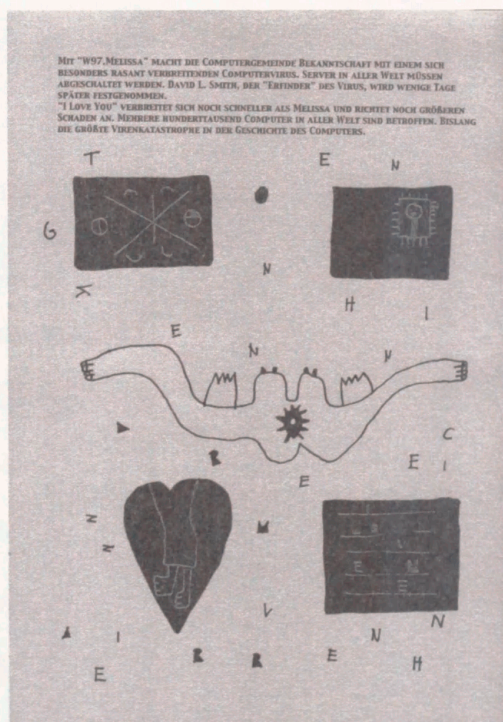 MIT "W97.MELISSA" MACHT DIE COMPUTERGEMEINDE BEKANNTSCHAFT MIT EINEM SICH
BESONDERS RASANT VERBREITENDEN COMPUTERVIRUS. SERVER IN ALLER WELT MÜSSEN
ABGESCHALTET WERDEN. DAVID L. SMITH, DER "ERFINDER" DES VIRUS, WIRD WENIGE TAGE
SPÄTER FESTGENOMMEN.
"I LOVE YOU" VERBREITET SICH NOCH SCHNELLER ALS MELISSA UND RICHTET NOCH GRÖßEREN
SCHADEN AN. MEHRERE HUNDERTTAUSEND COMPUTER IN ALLER WELT SIND BETROFFEN. BISLANG
DIE GRÖßTE VIRENKATASTROPHE IN DER GESCHICHTE DES COMPUTERS.
T E N
G
N
K H I
E N N
R C
E E I
N
N M
E M
E
V
I R R E N N
E H